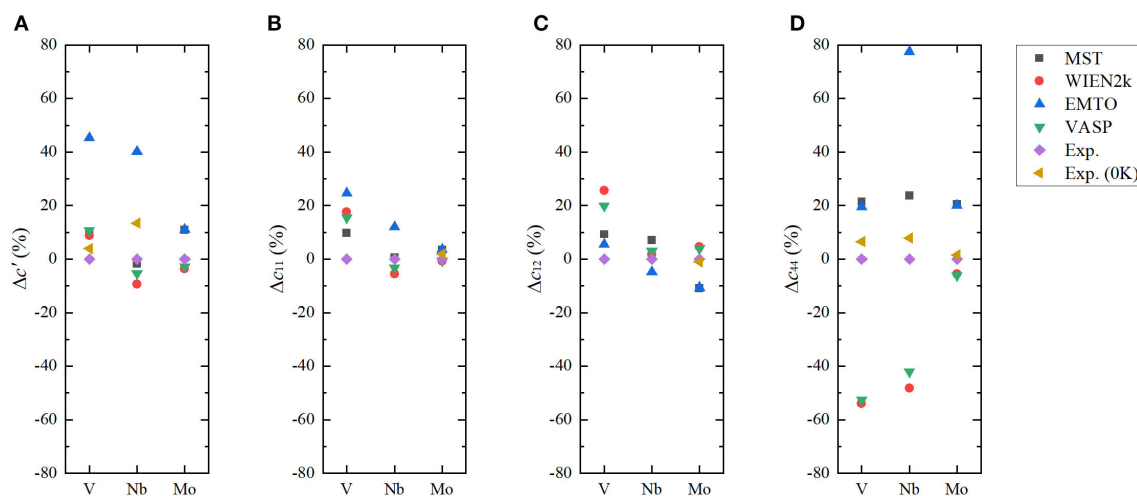 A
B
C
D
80
60
40
20
0
-20
-40
-60
-80
V Nb Mo
Δc′ (%)
80
60
40
20
0
-20
-40
-60
-80
V Nb Mo
Δc₁₁ (%)
80
60
40
20
0
-20
-40
-60
-80
V Nb Mo
Δc₁₂ (%)
80
60
40
20
0
-20
-40
-60
-80
V Nb Mo
Δc₄₄ (%)
MST
WIEN2k
EMTO
VASP
Exp.
Exp. (0K)